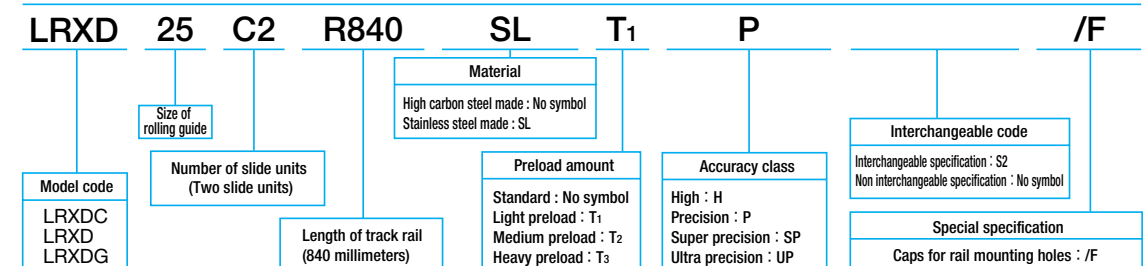 LRXD 25 C2 R840 SL T1 P /F
Material
High carbon steel made : No symbol
Stainless steel made : SL
Size of
rolling guide
Interchangeable code
Interchangeable specification : S2
Non interchangeable specification : No symbol
Number of slide units
(Two slide units)
Preload amount
Standard : No symbol
Light preload : T1
Medium preload : T2
Heavy preload : T3
Accuracy class
High : H
Precision : P
Super precision : SP
Ultra precision : UP
Model code
LRXDC
LRXD
LRXDG
Length of track rail
(840 millimeters)
Special specification
Caps for rail mounting holes : /F